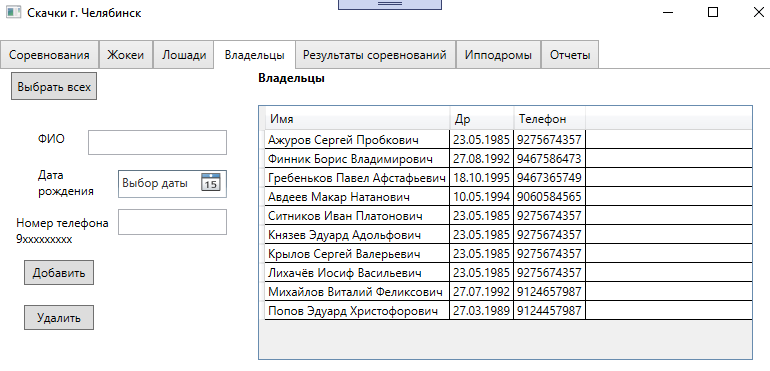 Скачки г. Челябинск
Соревнования Жокеи Лошади Владельцы Результаты соревнований Ипподромы Отчеты
Выбрать всех
Владельцы
ФИО
Дата
рождения
Выбор даты 15
Номер телефона
9xxxxxxxxx
Добавить
Удалить
Имя Др Телефон
Ажуров Сергей Пробкович 23.05.1985 9275674357
Финник Борис Владимирович 27.08.1992 9467586473
Гребеньков Павел Афстафьевич 18.10.1995 9467365749
Авдеев Макар Натанович 10.05.1994 9060584565
Ситников Иван Платонович 23.05.1985 9275674357
Князев Эдуард Адольфович 23.05.1985 9275674357
Крылов Сергей Валерьевич 23.05.1985 9275674357
Лихачёв Иосиф Васильевич 23.05.1985 9275674357
Михайлов Виталий Феликсович 27.07.1992 9124657987
Попов Эдуард Христофорович 27.03.1989 9124457987